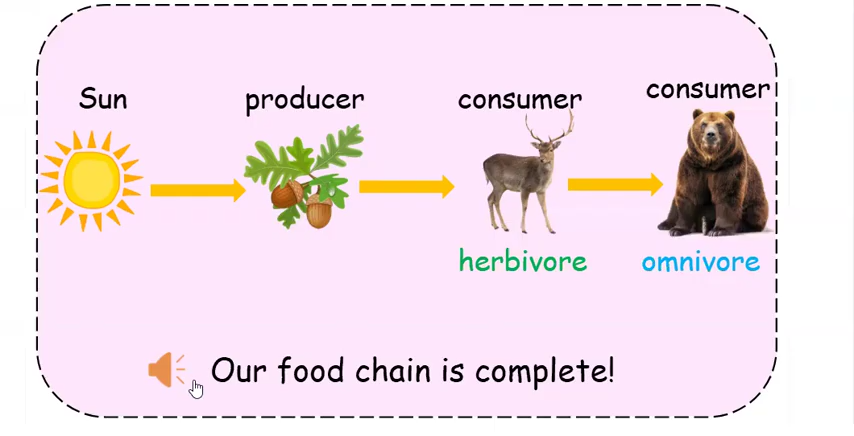 Sun
producer
consumer
consumer
herbivore
omnivore
Our food chain is complete!